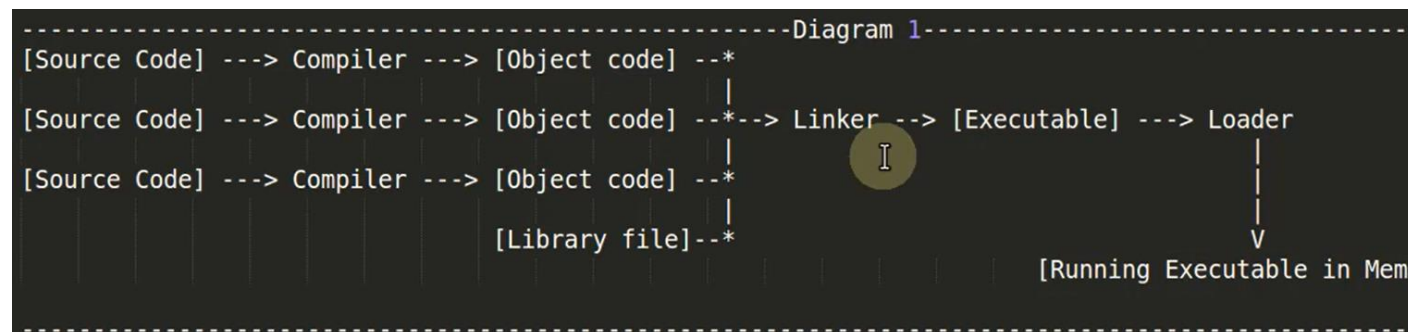 ------------------------------------------------------Diagram 1----------------------------------
[Source Code] ---> Compiler ---> [Object code] --*
|
[Source Code] ---> Compiler ---> [Object code] --*--> Linker --> [Executable] ---> Loader
| |
[Source Code] ---> Compiler ---> [Object code] --* |
| |
[Library file]--* V
[Running Executable in Mem